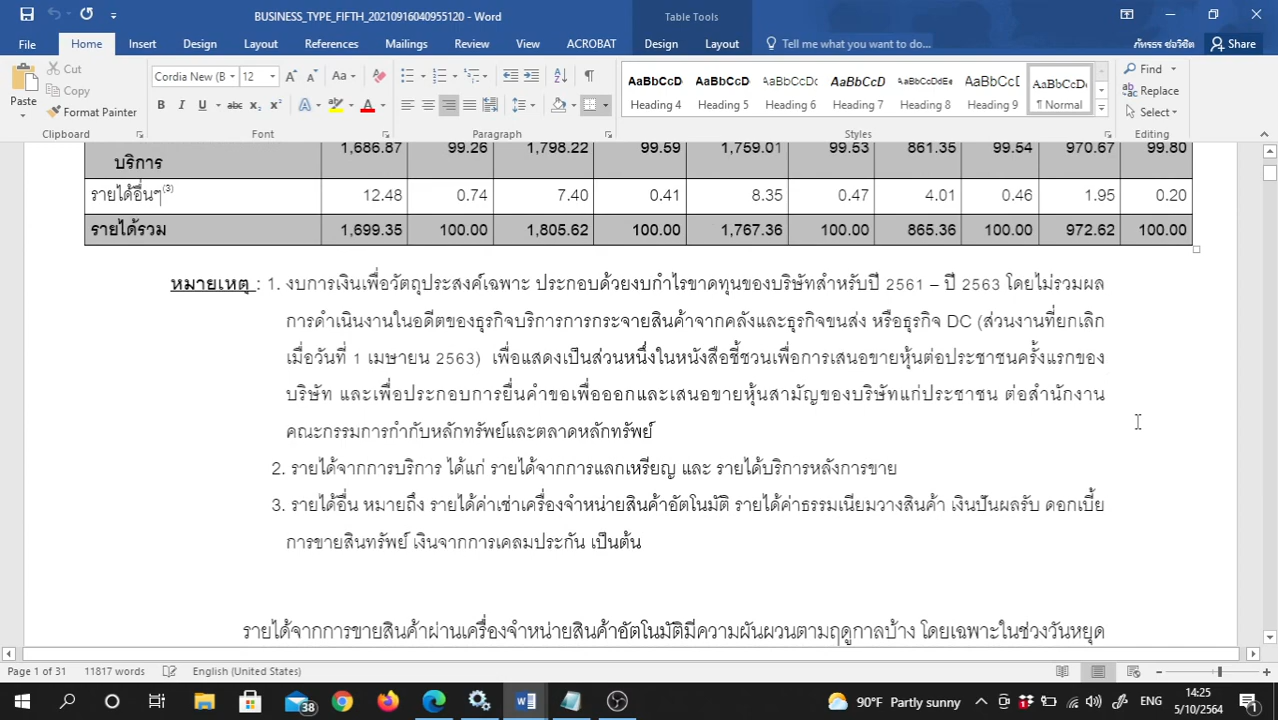 BUSINESS_TYPE_FIFTH_20210916040955120 - Word
Table Tools
File Home Insert Design Layout References Mailings Review View ACROBAT Design Layout Tell me what you want to do... ภัทรธร ช่อวิชิต Share
Paste
Cut
Copy
Format Painter
Cordia New (B 12
AaBbCcD AaBbCcD AaBbCcD AaBbCcD AaBbCcDdEe AaBbCcD AaBbCcD
Heading 4 Heading 5 Heading 6 Heading 7 Heading 8 Heading 9 ¶ Normal
Find
Replace
Select
Clipboard Font Paragraph Styles Editing
บริการ 1,686.87 99.26 1,798.22 99.59 1,759.01 99.53 861.35 99.54 970.67 99.80
รายได้อื่นๆ(3) 12.48 0.74 7.40 0.41 8.35 0.47 4.01 0.46 1.95 0.20
รายได้รวม 1,699.35 100.00 1,805.62 100.00 1,767.36 100.00 865.36 100.00 972.62 100.00
หมายเหตุ : 1. งบการเงินเพื่อวัตถุประสงค์เฉพาะ ประกอบด้วยงบกำไรขาดทุนของบริษัทสำหรับปี 2561 – ปี 2563 โดยไม่รวมผล
การดำเนินงานในอดีตของธุรกิจบริการการกระจายสินค้าจากคลังและธุรกิจขนส่ง หรือธุรกิจ DC (ส่วนงานที่ยกเลิก
เมื่อวันที่ 1 เมษายน 2563) เพื่อแสดงเป็นส่วนหนึ่งในหนังสือชี้ชวนเพื่อการเสนอขายหุ้นต่อประชาชนครั้งแรกของ
บริษัท และเพื่อประกอบการยื่นคำขอเพื่อออกและเสนอขายหุ้นสามัญของบริษัทแก่ประชาชน ต่อสำนักงาน
คณะกรรมการกำกับหลักทรัพย์และตลาดหลักทรัพย์
2. รายได้จากการบริการ ได้แก่ รายได้จากการแลกเหรียญ และ รายได้บริการหลังการขาย
3. รายได้อื่น หมายถึง รายได้ค่าเช่าเครื่องจำหน่ายสินค้าอัตโนมัติ รายได้ค่าธรรมเนียมวางสินค้า เงินปันผลรับ ดอกเบี้ย
การขายสินทรัพย์ เงินจากการเคลมประกัน เป็นต้น
รายได้จากการขายสินค้าผ่านเครื่องจำหน่ายสินค้าอัตโนมัติมีความผันผวนตามฤดูกาลบ้าง โดยเฉพาะในช่วงวันหยุด
Page 1 of 31 11817 words English (United States)
38 90°F Partly sunny ENG 14:25
5/10/2564 1